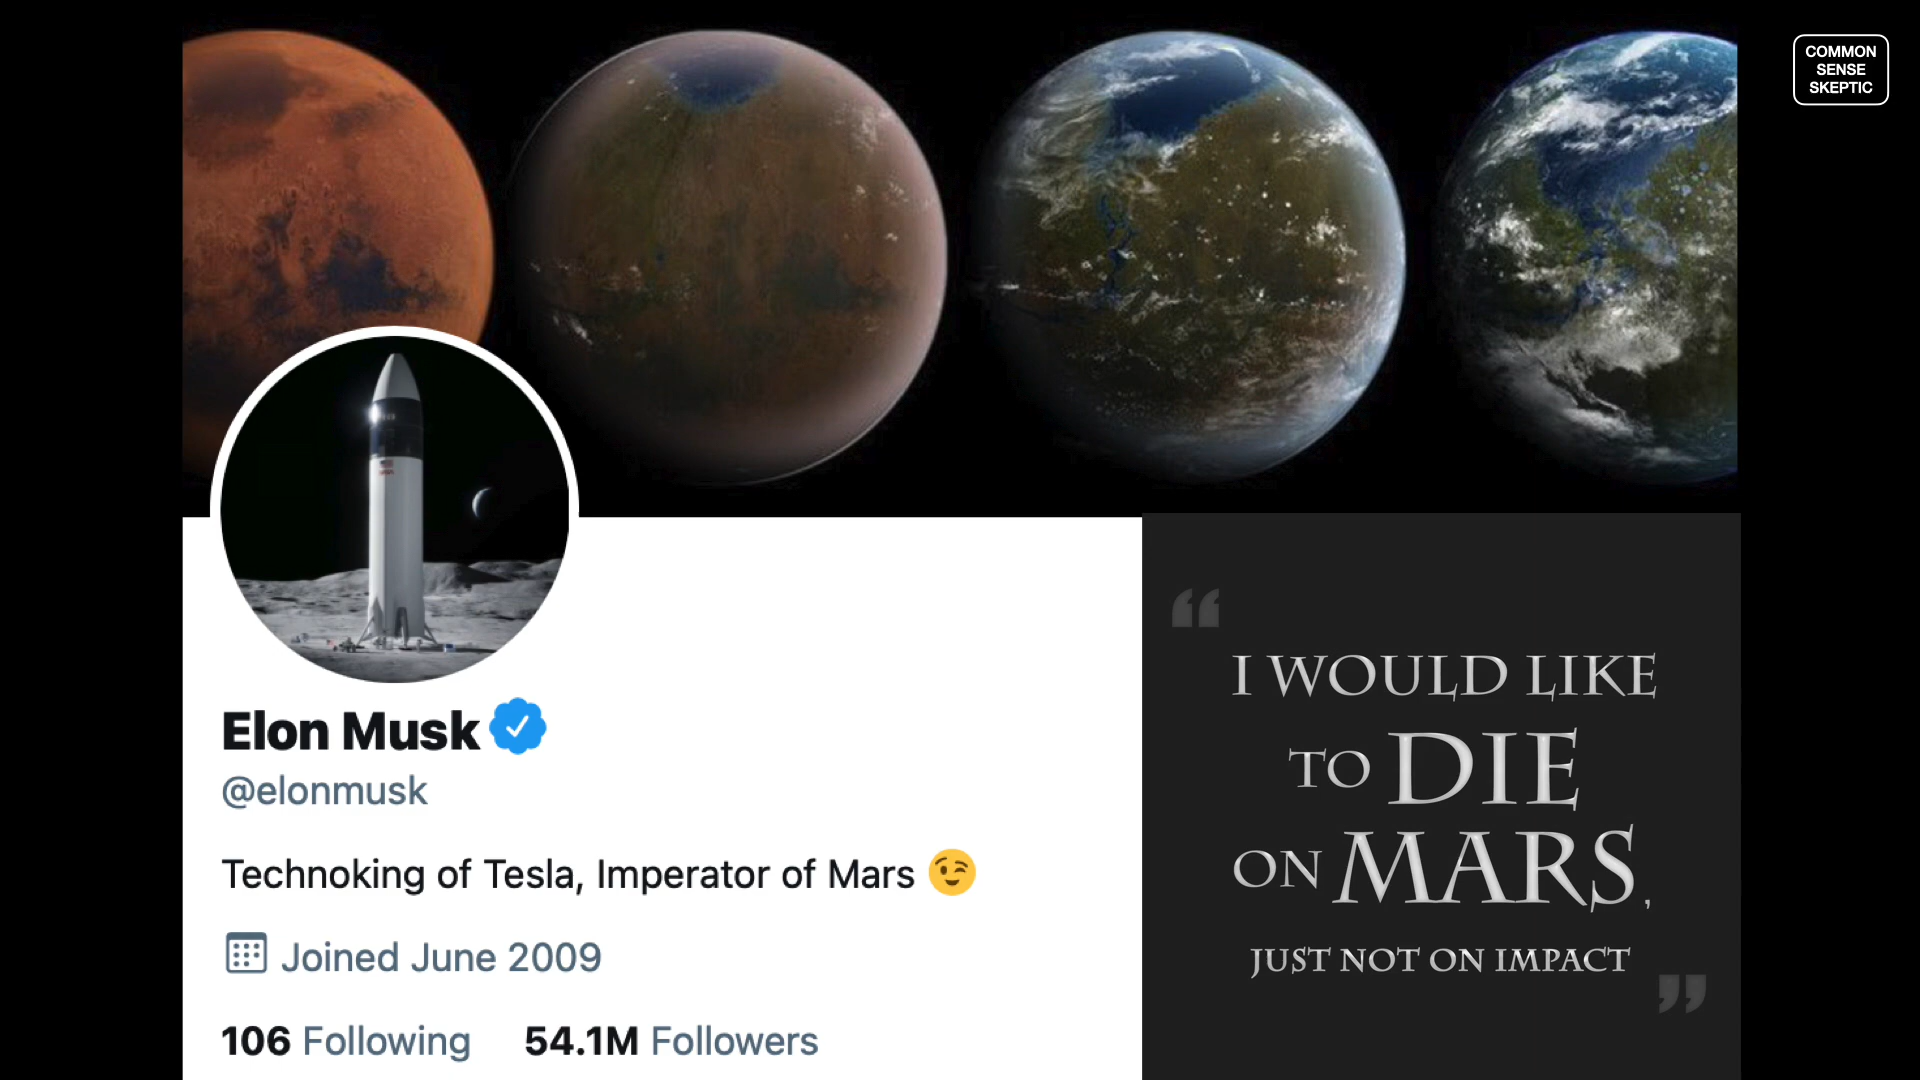 COMMON
SENSE
SKEPTIC
Elon Musk
@elonmusk
Technoking of Tesla, Imperator of Mars 😉
Joined June 2009
106 Following 54.1M Followers
“
I WOULD LIKE
TO DIE
ON MARS,
JUST NOT ON IMPACT
”